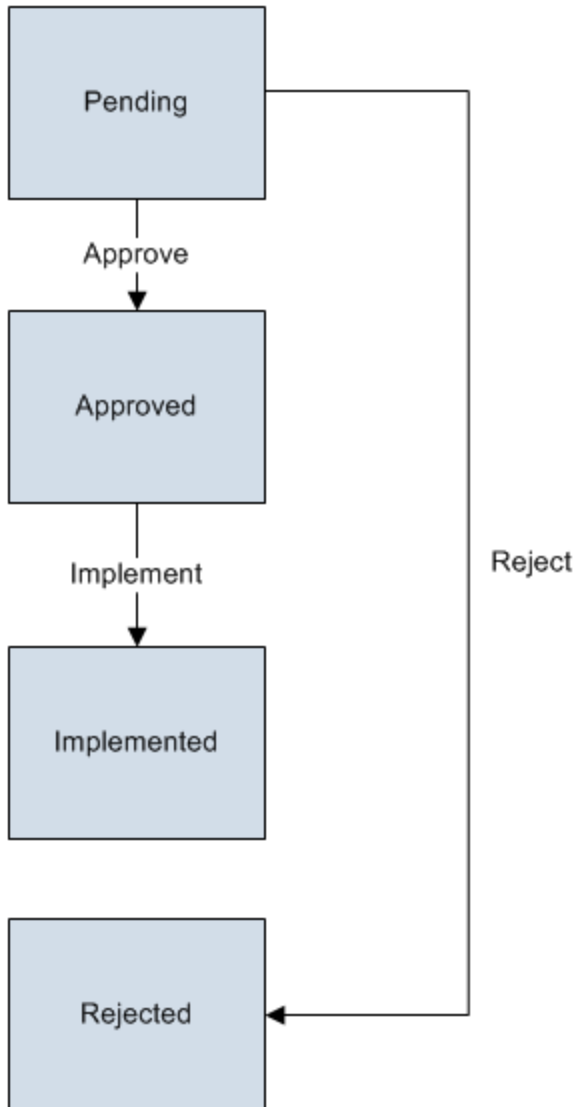 Pending
Approve
Approved
Implement
Reject
Implemented
Rejected